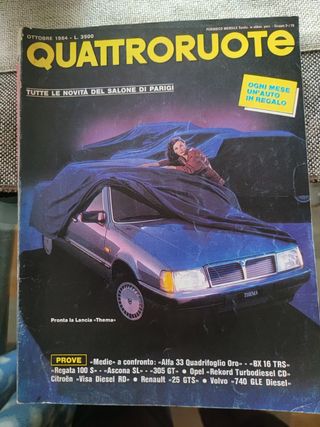 OTTOBRE 1984 - L. 3500
QUATTRORUOTE
TUTTE LE NOVITÀ DEL SALONE DI PARIGI
OGNI MESE
UN'AUTO
IN REGALO
THEMA
Pronta la Lancia «Thema»
PROVE
«Medie» a confronto: «Alfa 33 Quadrifoglio Oro» - «BX 16 TRS»
«Regata 100 S» - «Ascona SL» - «305 GT» • Opel «Rekord Turbodiesel CD»
Citroën «Visa Diesel RD» • Renault «25 GTS» • Volvo «740 GLE Diesel»